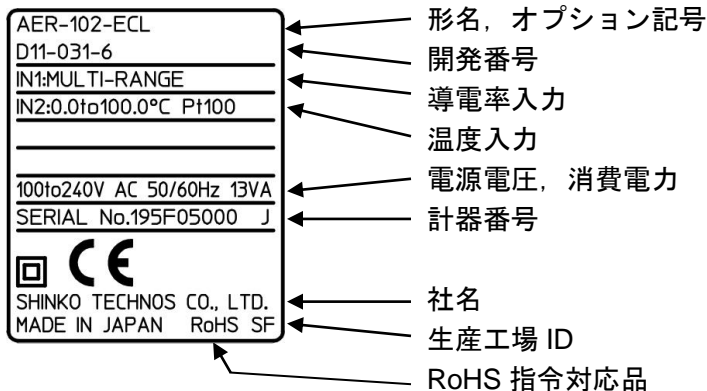 AER-102-ECL
D11-031-6
IN1:MULTI-RANGE
IN2:0.0to100.0°C Pt100
100to240V AC 50/60Hz 13VA
SERIAL No.195F05000 J
CE
SHINKO TECHNOS CO., LTD.
MADE IN JAPAN RoHS SF
形名，オプション記号
開発番号
導電率入力
温度入力
電源電圧，消費電力
計器番号
社名
生産工場 ID
RoHS 指令対応品